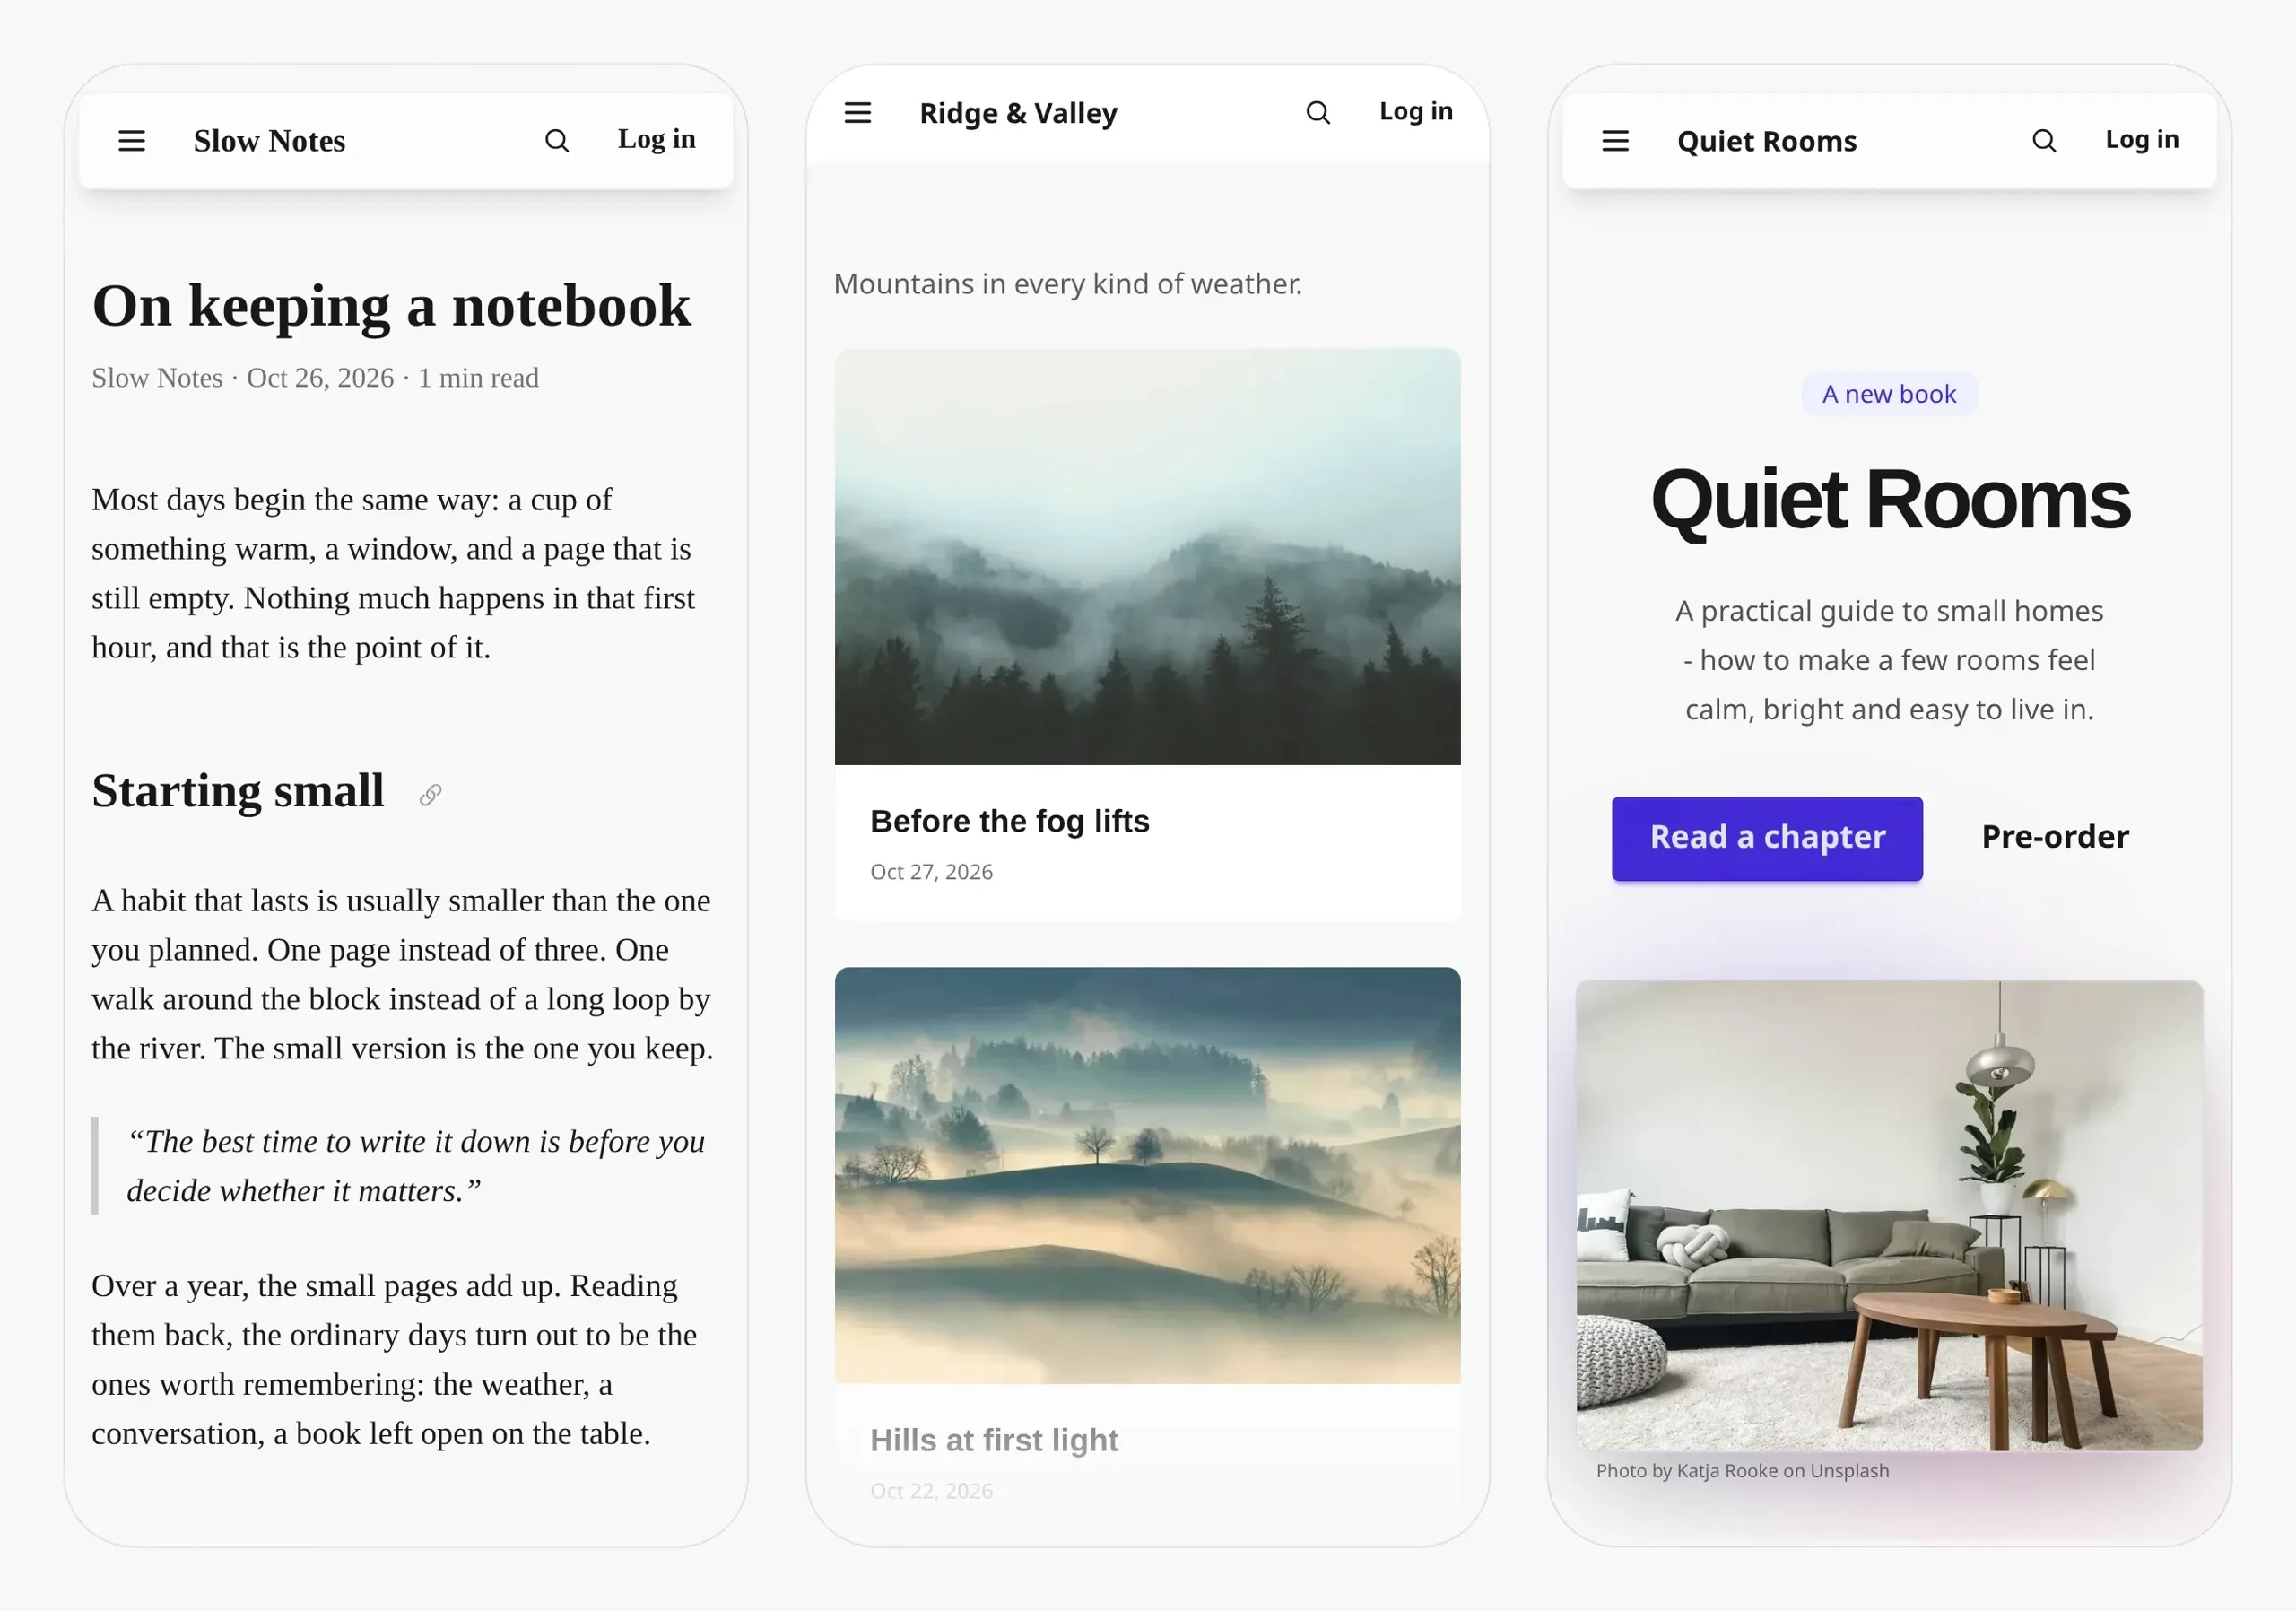 Slow Notes
Log in
On keeping a notebook
Slow Notes · Oct 26, 2026 · 1 min read
Most days begin the same way: a cup of
something warm, a window, and a page that is
still empty. Nothing much happens in that first
hour, and that is the point of it.
Starting small
A habit that lasts is usually smaller than the one
you planned. One page instead of three. One
walk around the block instead of a long loop by
the river. The small version is the one you keep.
“The best time to write it down is before you
decide whether it matters.”
Over a year, the small pages add up. Reading
them back, the ordinary days turn out to be the
ones worth remembering: the weather, a
conversation, a book left open on the table.
Ridge & Valley
Log in
Mountains in every kind of weather.
Before the fog lifts
Oct 27, 2026
Hills at first light
Oct 22, 2026
Quiet Rooms
Log in
A new book
Quiet Rooms
A practical guide to small homes
- how to make a few rooms feel
calm, bright and easy to live in.
Read a chapter
Pre-order
Photo by Katja Rooke on Unsplash